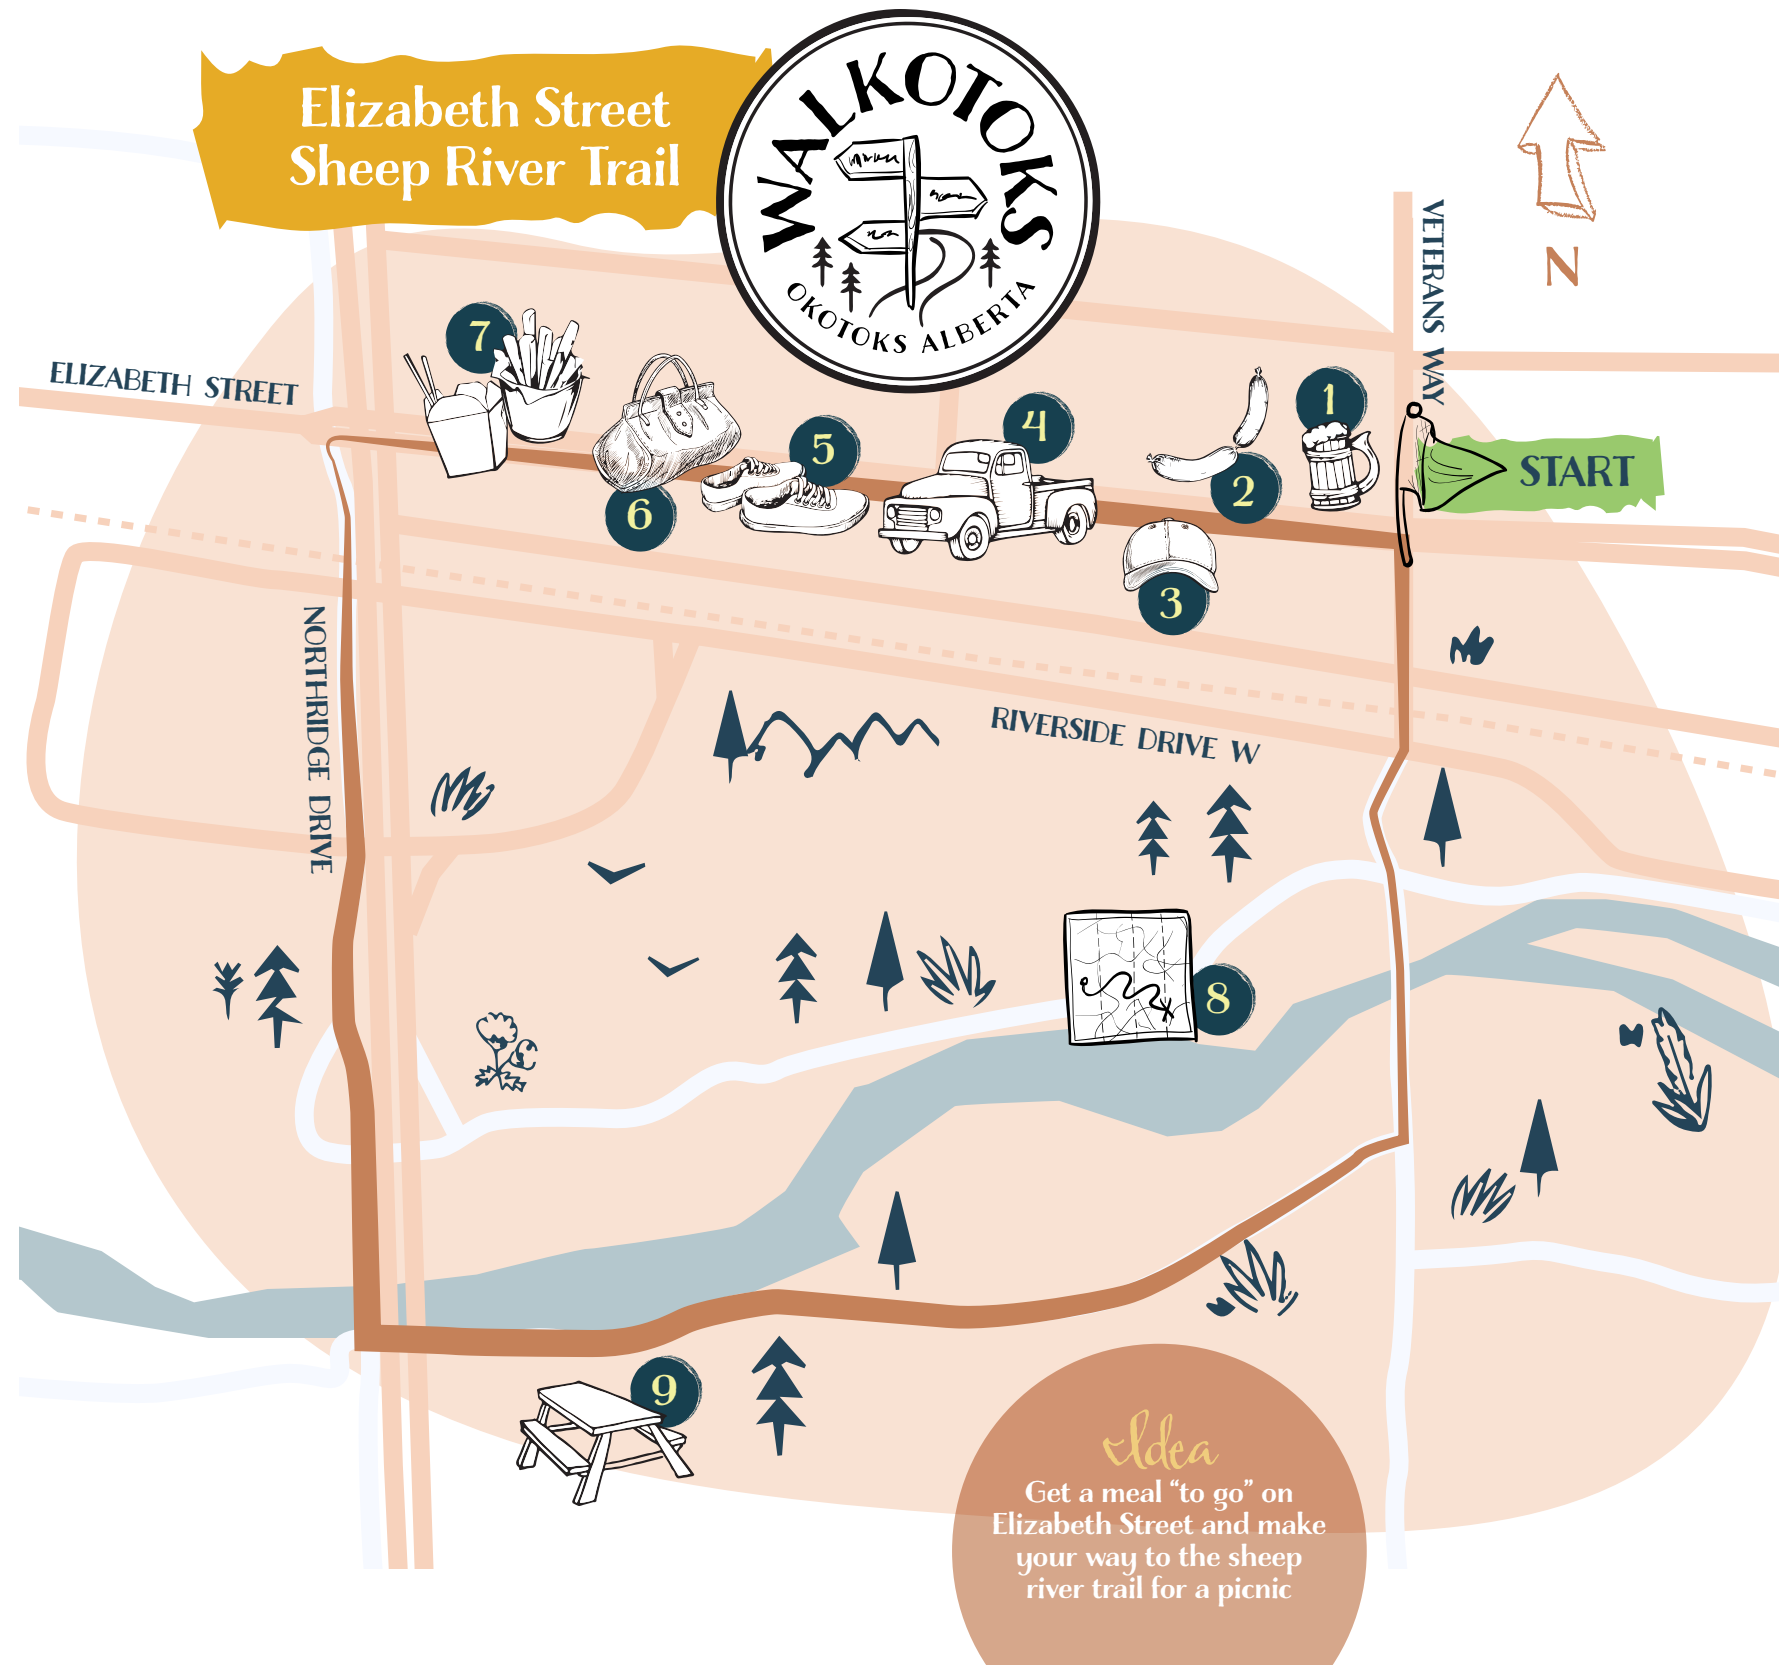 Elizabeth Street
Sheep River Trail
WALKOTOKS
OKOTOKS ALBERTA
N
VETERANS WAY
ELIZABETH STREET
7
1
START
4
5
2
6
3
NORTHRIDGE DRIVE
RIVERSIDE DRIVE W
8
9
Idea
Get a meal “to go” on
Elizabeth Street and make
your way to the sheep
river trail for a picnic